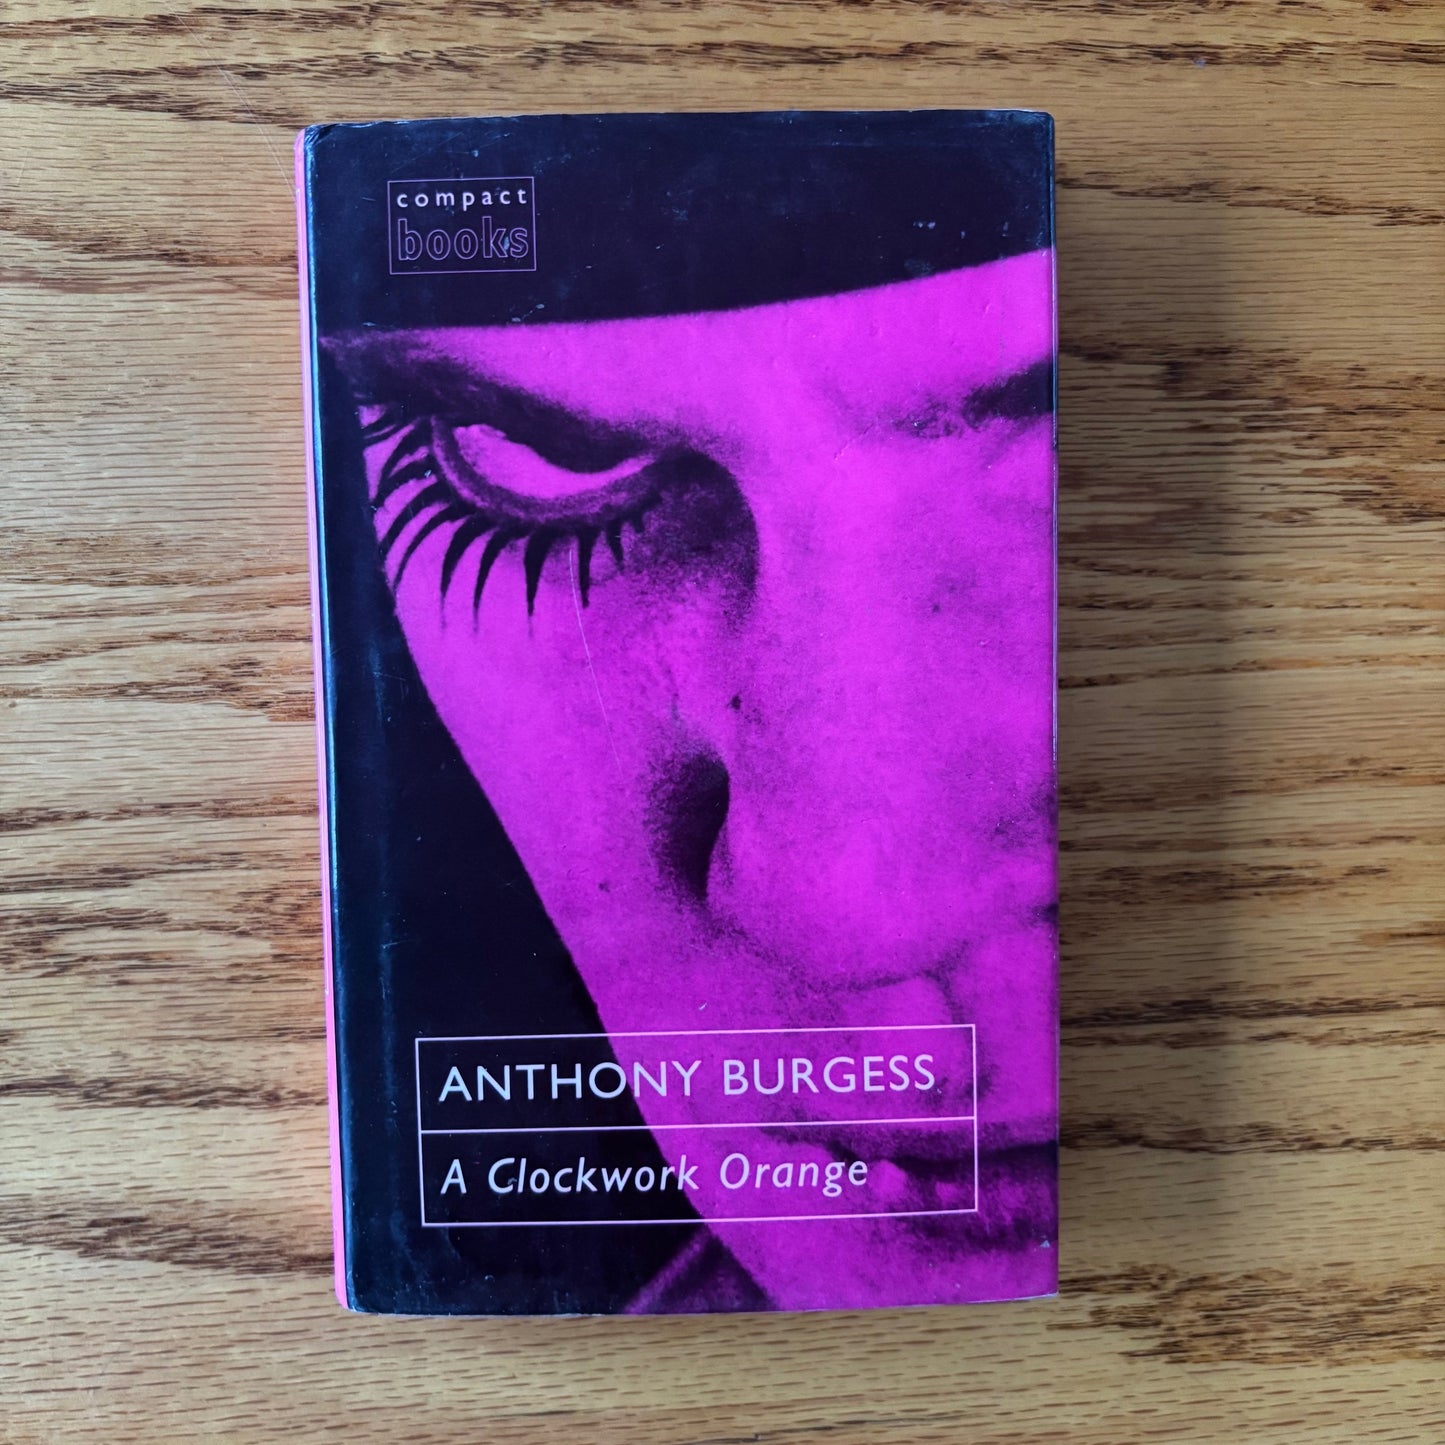 compact
books
ANTHONY BURGESS
A Clockwork Orange